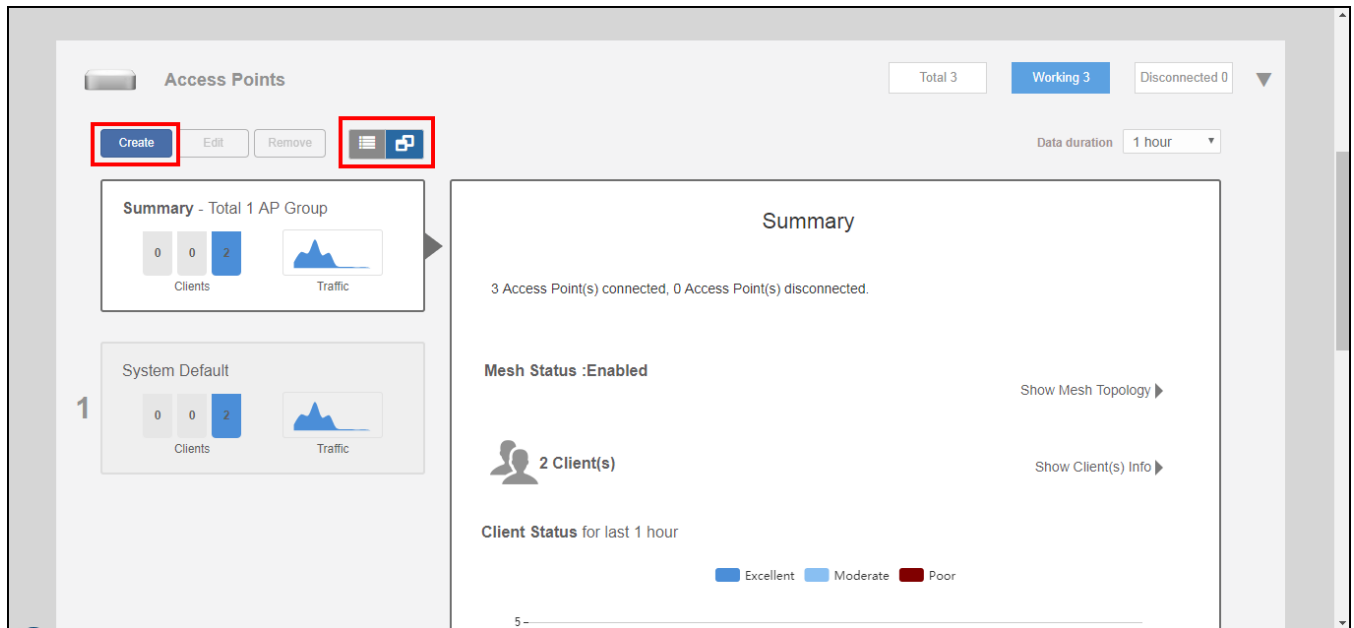 Access Points
Total 3
Working 3
Disconnected 0
Create
Edit
Remove
Data duration
1 hour
Summary - Total 1 AP Group
0 0 2
Clients
Traffic
1
System Default
0 0 2
Clients
Traffic
Summary
3 Access Point(s) connected, 0 Access Point(s) disconnected.
Mesh Status :Enabled
Show Mesh Topology
2 Client(s)
Show Client(s) Info
Client Status for last 1 hour
Excellent Moderate Poor
5